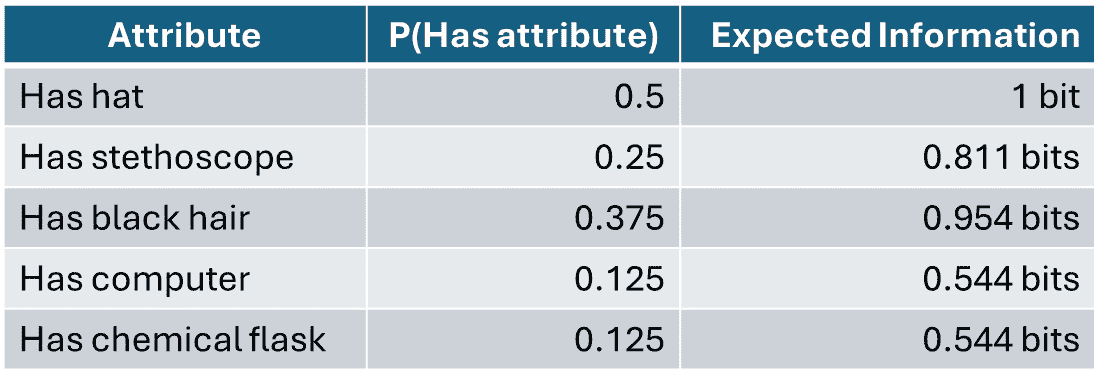 Attribute P(Has attribute) Expected Information
Has hat 0.5 1 bit
Has stethoscope 0.25 0.811 bits
Has black hair 0.375 0.954 bits
Has computer 0.125 0.544 bits
Has chemical flask 0.125 0.544 bits